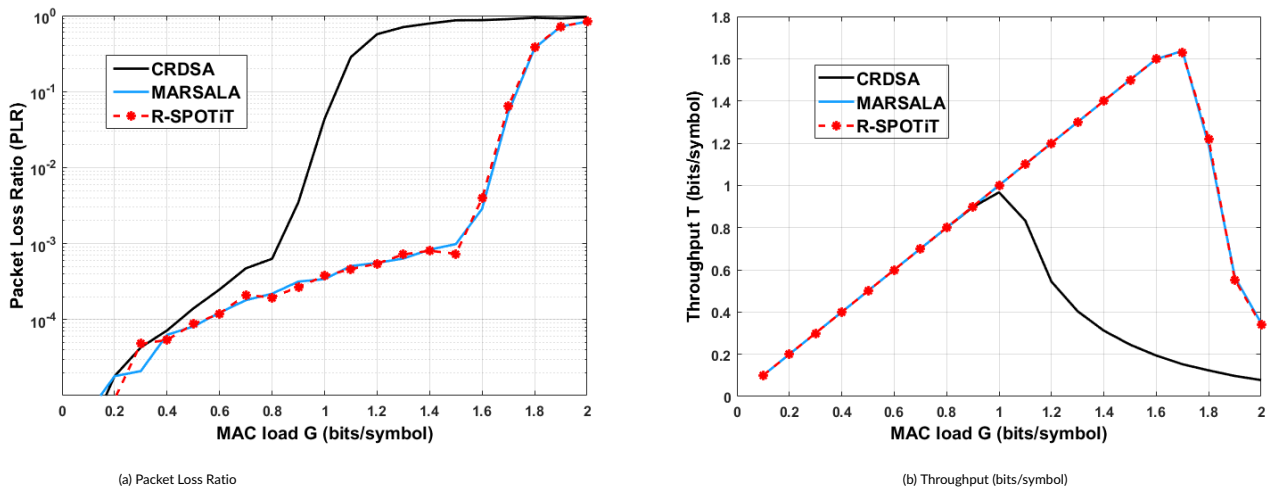 10^0
10^-1
10^-2
10^-3
10^-4
Packet Loss Ratio (PLR)
CRDSA
MARSALA
R-SPOTiT
0 0.2 0.4 0.6 0.8 1 1.2 1.4 1.6 1.8 2
MAC load G (bits/symbol)
(a) Packet Loss Ratio
1.8
1.6
1.4
1.2
1
0.8
0.6
0.4
0.2
0
Throughput T (bits/symbol)
CRDSA
MARSALA
R-SPOTiT
0 0.2 0.4 0.6 0.8 1 1.2 1.4 1.6 1.8 2
MAC load G (bits/symbol)
(b) Throughput (bits/symbol)